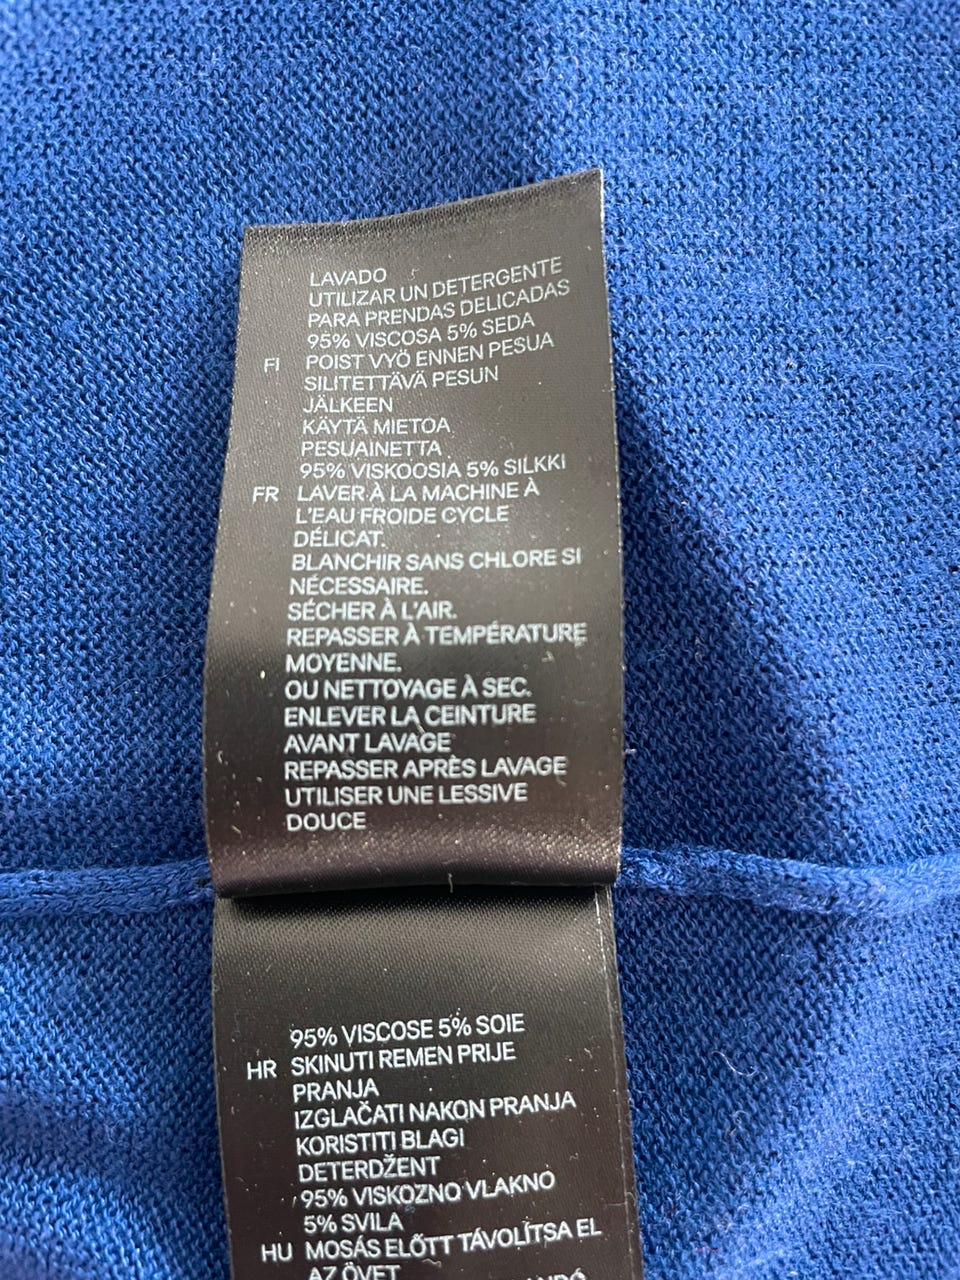 LAVADO
UTILIZAR UN DETERGENTE
PARA PRENDAS DELICADAS
95% VISCOSA 5% SEDA
FI POIST VYÖ ENNEN PESUA
SILITETTÄVÄ PESUN
JÄLKEEN
KÄYTÄ MIETOA
PESUAINETTA
95% VISKOOSIA 5% SILKKI
FR LAVER À LA MACHINE À
L'EAU FROIDE CYCLE
DÉLICAT.
BLANCHIR SANS CHLORE SI
NÉCESSAIRE.
SÉCHER À L'AIR.
REPASSER À TEMPÉRATURE
MOYENNE.
OU NETTOYAGE À SEC.
ENLEVER LA CEINTURE
AVANT LAVAGE
REPASSER APRÈS LAVAGE
UTILISER UNE LESSIVE
DOUCE
95% VISCOSE 5% SOIE
HR SKINUTI REMEN PRIJE
PRANJA
IZGLAČATI NAKON PRANJA
KORISTITI BLAGI
DETERDŽENT
95% VISKOZNO VLAKNO
5% SVILA
HU MOSÁS ELŐTT TÁVOLÍTSA EL
AZ ÖVET